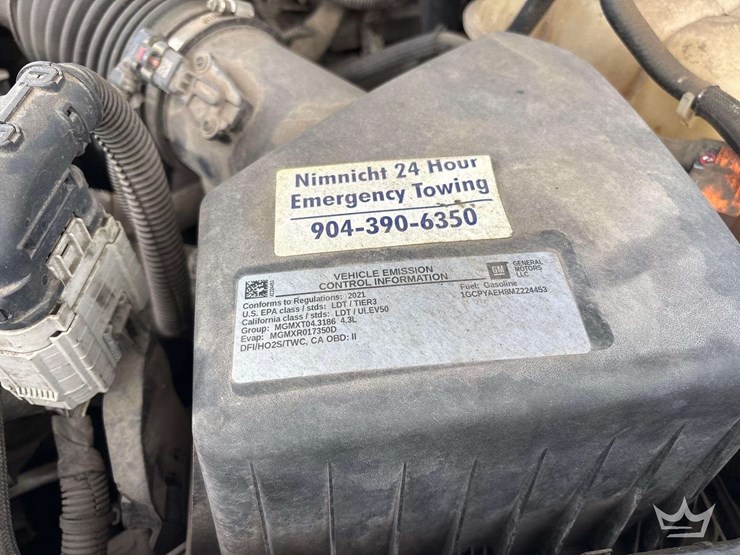 Nimnicht 24 Hour
Emergency Towing
904-390-6350
VEHICLE EMISSION
CONTROL INFORMATION
GM
GENERAL
MOTORS
LLC
Conforms to Regulations: 2021
U.S. EPA class / stds: LDT / TIER3
California class / stds: LDT / ULEV50
Group: MGMXT04.3186 4.3L
Evap: MGMXR017350D
DFI/HO2S/TWC, CA OBD: II
Fuel: Gasoline
1GCPYAEH8MZ224453